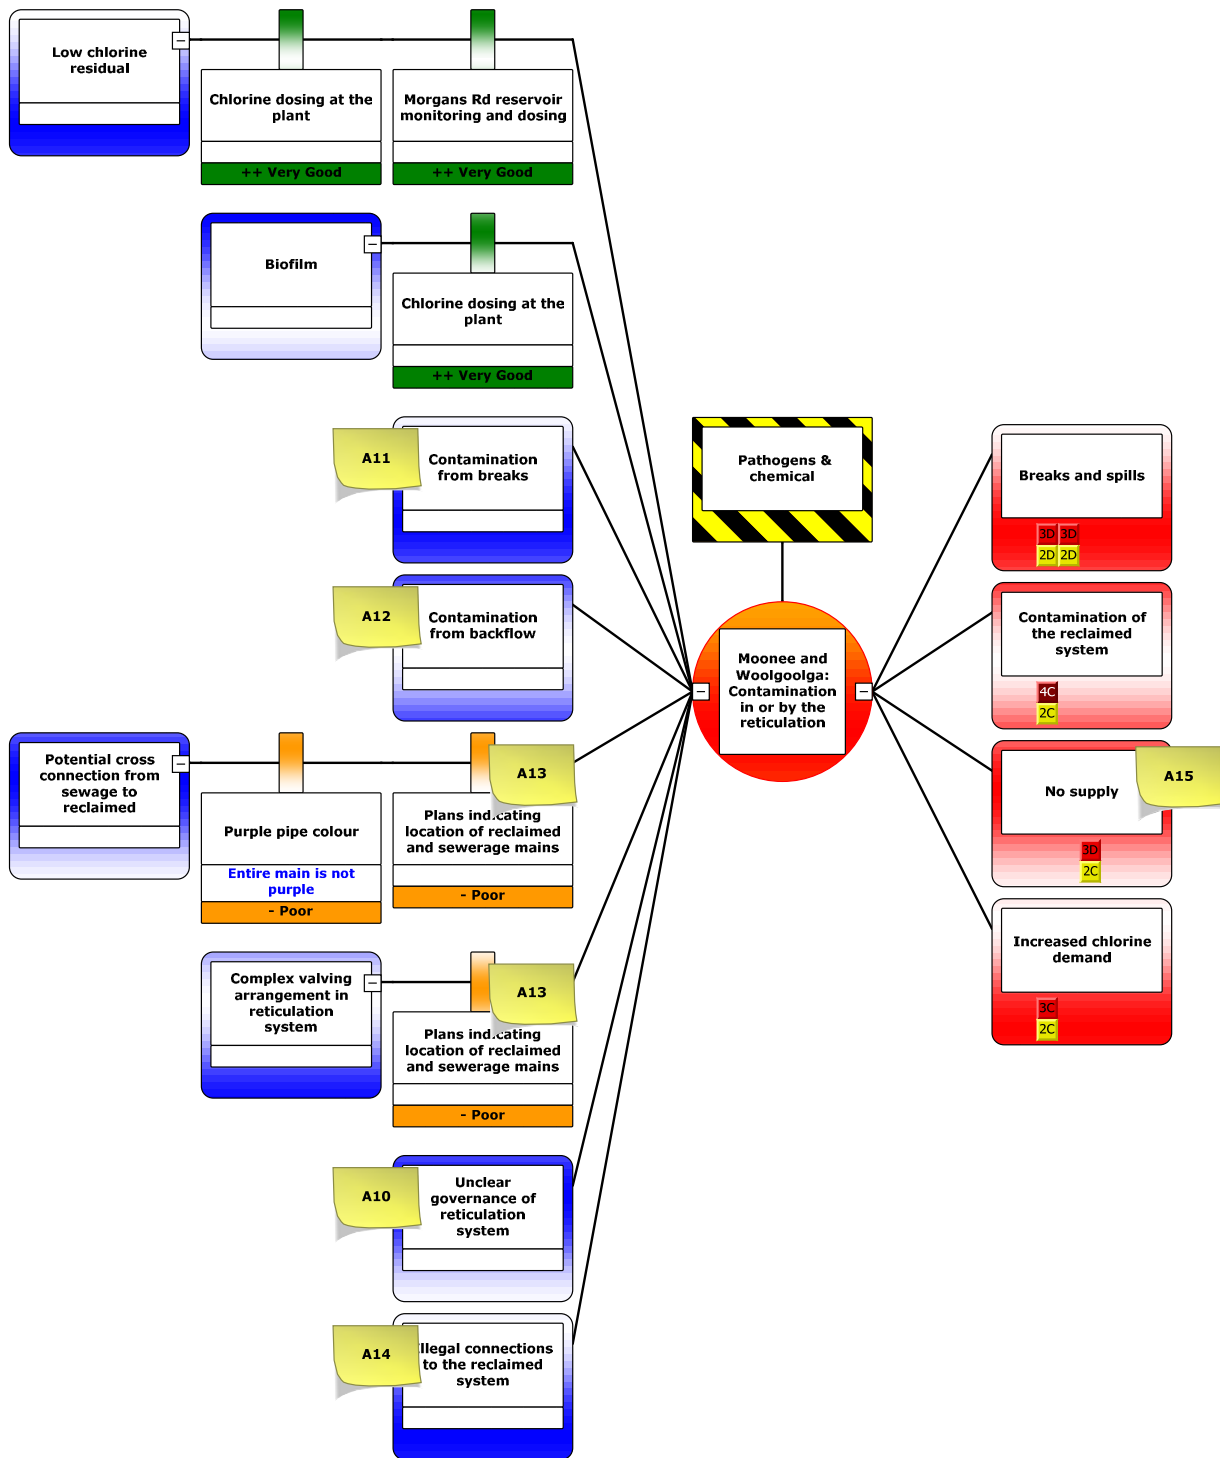 Low chlorine
residual
Chlorine dosing at the
plant
++ Very Good
Morgans Rd reservoir
monitoring and dosing
++ Very Good
Biofilm
Chlorine dosing at the
plant
++ Very Good
A11
Contamination
from breaks
A12
Contamination
from backflow
Potential cross
connection from
sewage to
reclaimed
Purple pipe colour
Entire main is not
purple
- Poor
A13
Plans indicating
location of reclaimed
and sewerage mains
- Poor
Complex valving
arrangement in
reticulation
system
A13
Plans indicating
location of reclaimed
and sewerage mains
- Poor
A10
Unclear
governance of
reticulation
system
A14
Illegal connections
to the reclaimed
system
Pathogens &
chemical
Moonee and
Woolgoolga:
Contamination
in or by the
reticulation
Breaks and spills
3D 3D
2D 2D
Contamination of
the reclaimed
system
4C
2C
No supply
A15
3D
2C
Increased chlorine
demand
3C
2C